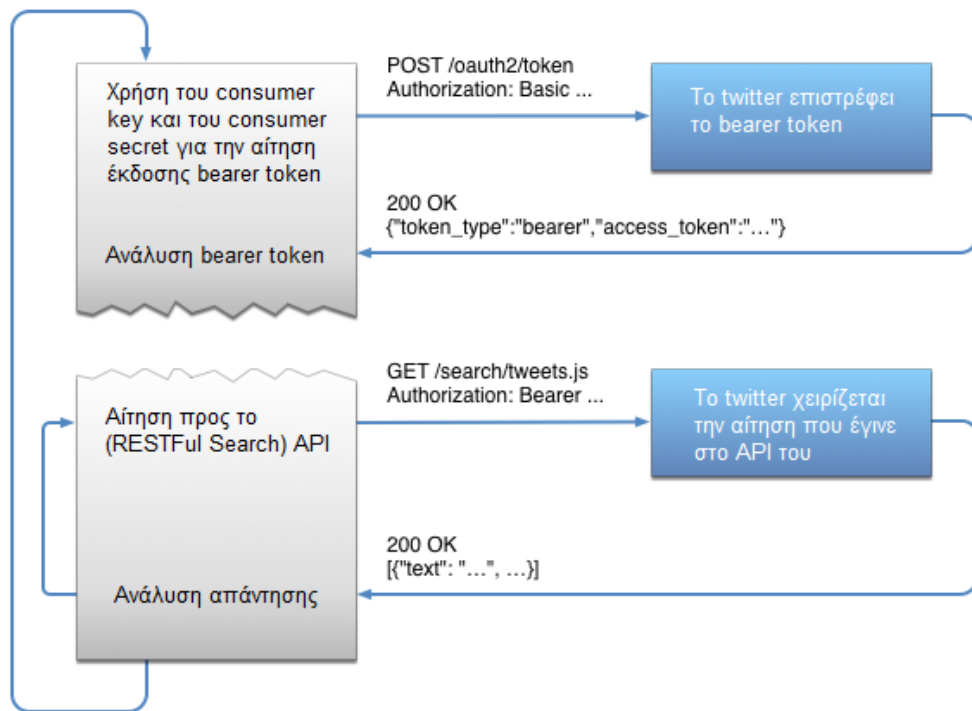 Χρήση του consumer
key και του consumer
secret για την αίτηση
έκδοσης bearer token
POST /oauth2/token
Authorization: Basic ...
Το twitter επιστρέφει
το bearer token
200 OK
{"token_type":"bearer","access_token":"…"}
Ανάλυση bearer token
GET /search/tweets.js
Authorization: Bearer ...
Αίτηση προς το
(RESTFul Search) API
Το twitter χειρίζεται
την αίτηση που έγινε
στο API του
200 OK
[{"text": "…", …}]
Ανάλυση απάντησης